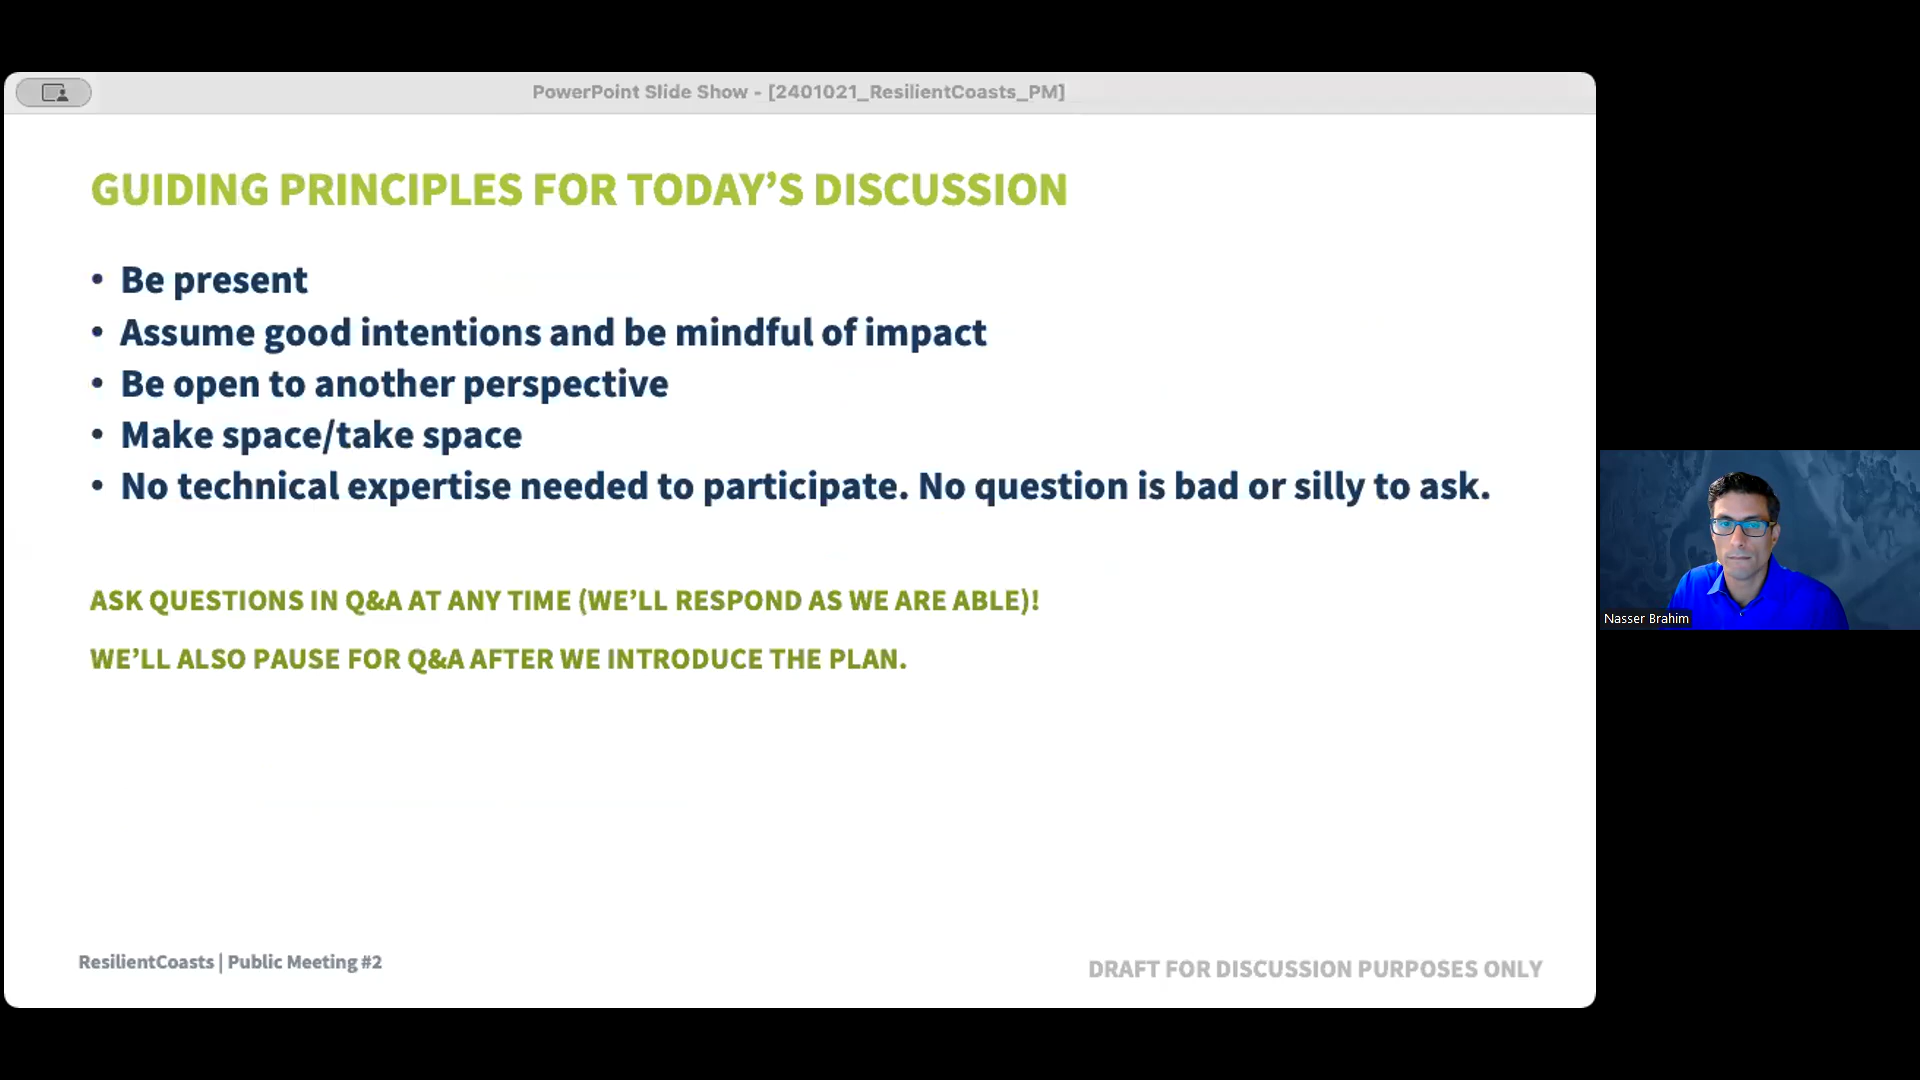 PowerPoint Slide Show - [2401021_ResilientCoasts_PM]
GUIDING PRINCIPLES FOR TODAY’S DISCUSSION
• Be present
• Assume good intentions and be mindful of impact
• Be open to another perspective
• Make space/take space
• No technical expertise needed to participate. No question is bad or silly to ask.
ASK QUESTIONS IN Q&A AT ANY TIME (WE’LL RESPOND AS WE ARE ABLE)!
WE’LL ALSO PAUSE FOR Q&A AFTER WE INTRODUCE THE PLAN.
ResilientCoasts | Public Meeting #2
DRAFT FOR DISCUSSION PURPOSES ONLY
Nasser Brahim